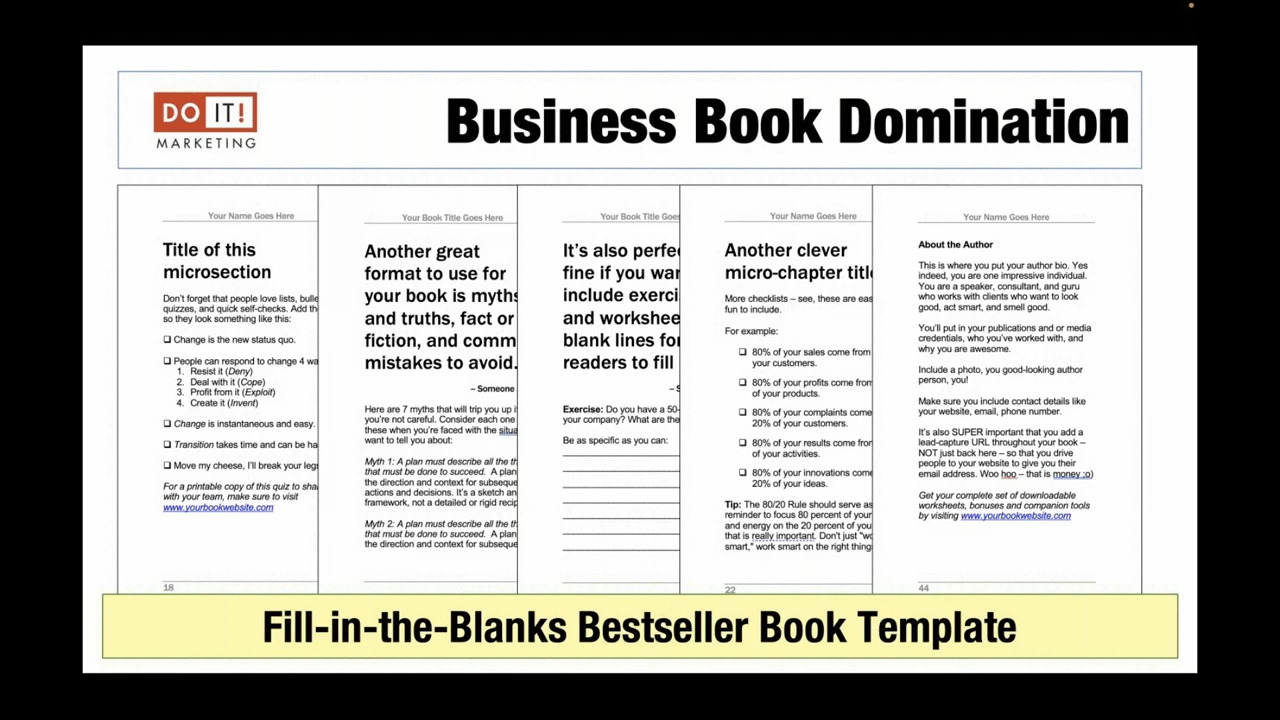 DO IT!
MARKETING
Business Book Domination
Your Name Goes Here
Title of this
microsection
Don't forget that people love lists,
quizzes, and quick self-checks. Add
so they look something like this:
❑ Change is the new status quo.
❑ People can respond to change 4
1. Resist it (Deny)
2. Deal with it (Cope)
3. Profit from it (Exploit)
4. Create it (Invent)
❑ Change is instantaneous and easy.
❑ Transition takes time and can be
❑ Move my cheese, I'll break your
For a printable copy of this quiz to
with your team, make sure to visit
www.yourbookwebsite.com
18
Your Book Title Goes Here
Another great
format to use for
your book is myths
and truths, fact or
fiction, and
mistakes to avoid.
– Someone
Here are 7 myths that will trip you up
you're not careful. Consider each one
these when you're faced with the
want to tell you about:
Myth 1: A plan must describe all the
that must be done to succeed. A plan
the direction and context for
actions and decisions. It's a sketch
framework, not a detailed or rigid
Myth 2: A plan must describe all the
that must be done to succeed. A plan
the direction and context for
Your Book Title
It's also
fine if you
include
and
blank lines
readers to fill
Exercise: Do you have a 50-
your company? What are the
Be as specific as you can:
Your Name Goes Here
Another clever
micro-chapter title
More checklists – see, these are
fun to include.
For example:
❑ 80% of your sales come from
your customers.
❑ 80% of your profits come from
of your products.
❑ 80% of your complaints come
20% of your customers.
❑ 80% of your results come from
of your activities.
❑ 80% of your innovations come
20% of your ideas.
Tip: The 80/20 Rule should serve as
reminder to focus 80 percent of your
and energy on the 20 percent of
that is really important. Don't just
smart," work smart on the right
22
Your Name Goes Here
About the Author
This is where you put your author bio. Yes
indeed, you are one impressive individual.
You are a speaker, consultant, and guru
who works with clients who want to look
good, act smart, and smell good.
You'll put in your publications and or media
credentials, who you've worked with, and
why you are awesome.
Include a photo, you good-looking author
person, you!
Make sure you include contact details like
your website, email, phone number.
It's also SUPER important that you add a
lead-capture URL throughout your book –
NOT just back here – so that you drive
people to your website to give you their
email address. Woo hoo – that is money ;o)
Get your complete set of downloadable
worksheets, bonuses and companion tools
by visiting www.yourbookwebsite.com
44
Fill-in-the-Blanks Bestseller Book Template